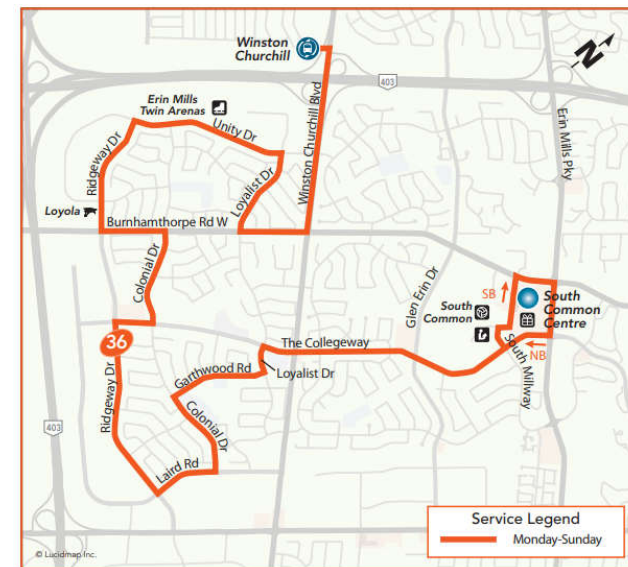 Winston
Churchill
N
403
Erin Mills
Twin Arenas
Unity Dr
Ridgeway Dr
Loyalist Dr
Winston Churchill Blvd
Erin Mills Pky
Loyola
Burnhamthorpe Rd W
Colonial Dr
Glen Erin Dr
SB
South
Common
South
Common
Centre
36
The Collegeway
NB
South Millway
Garthwood Rd
Loyalist Dr
Ridgeway Dr
Colonial Dr
403
Laird Rd
Service Legend
Monday-Sunday
© Lucidmap Inc.